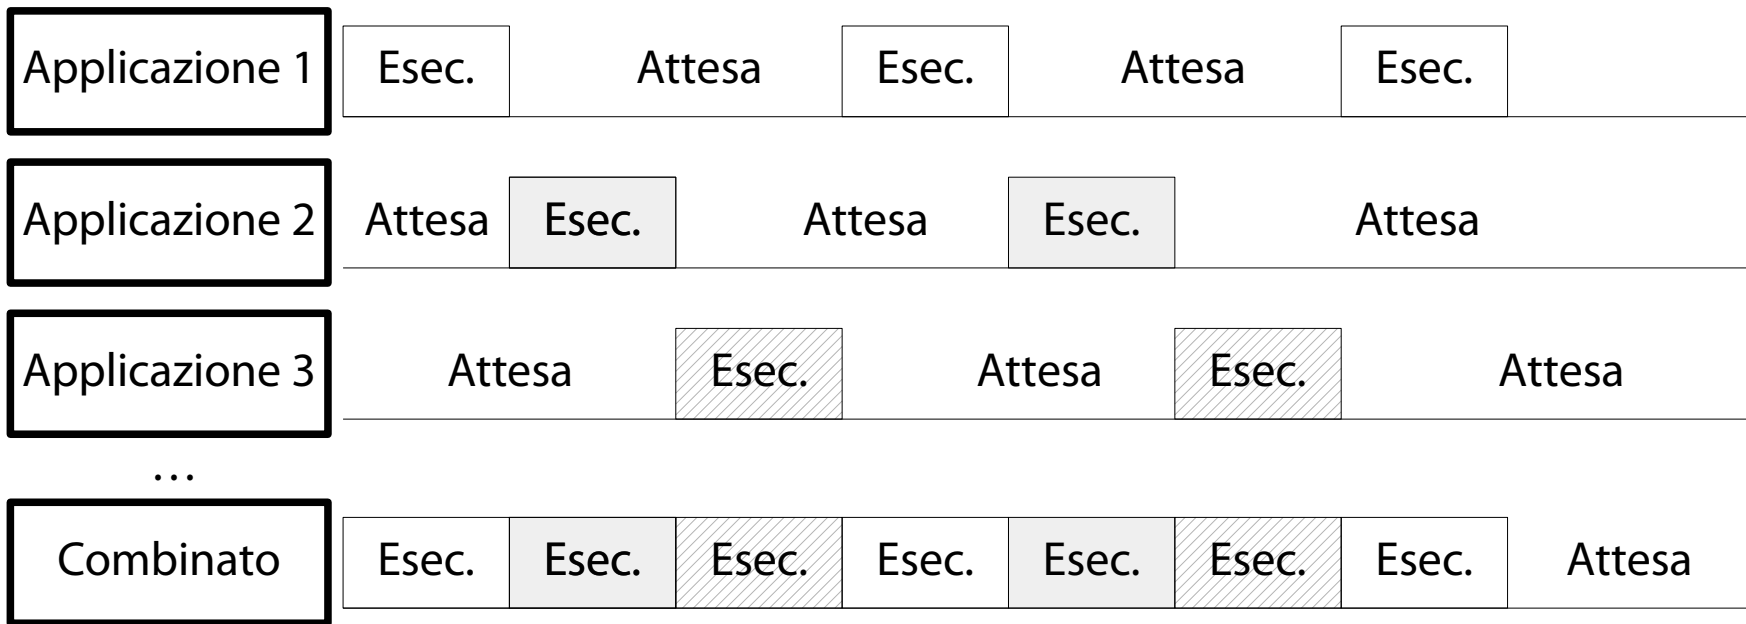 Applicazione 1 Esec. Attesa Esec. Attesa Esec.
Applicazione 2 Attesa Esec. Attesa Esec. Attesa
Applicazione 3 Attesa Esec. Attesa Esec. Attesa
…
Combinato Esec. Esec. Esec. Esec. Esec. Esec. Esec. Attesa